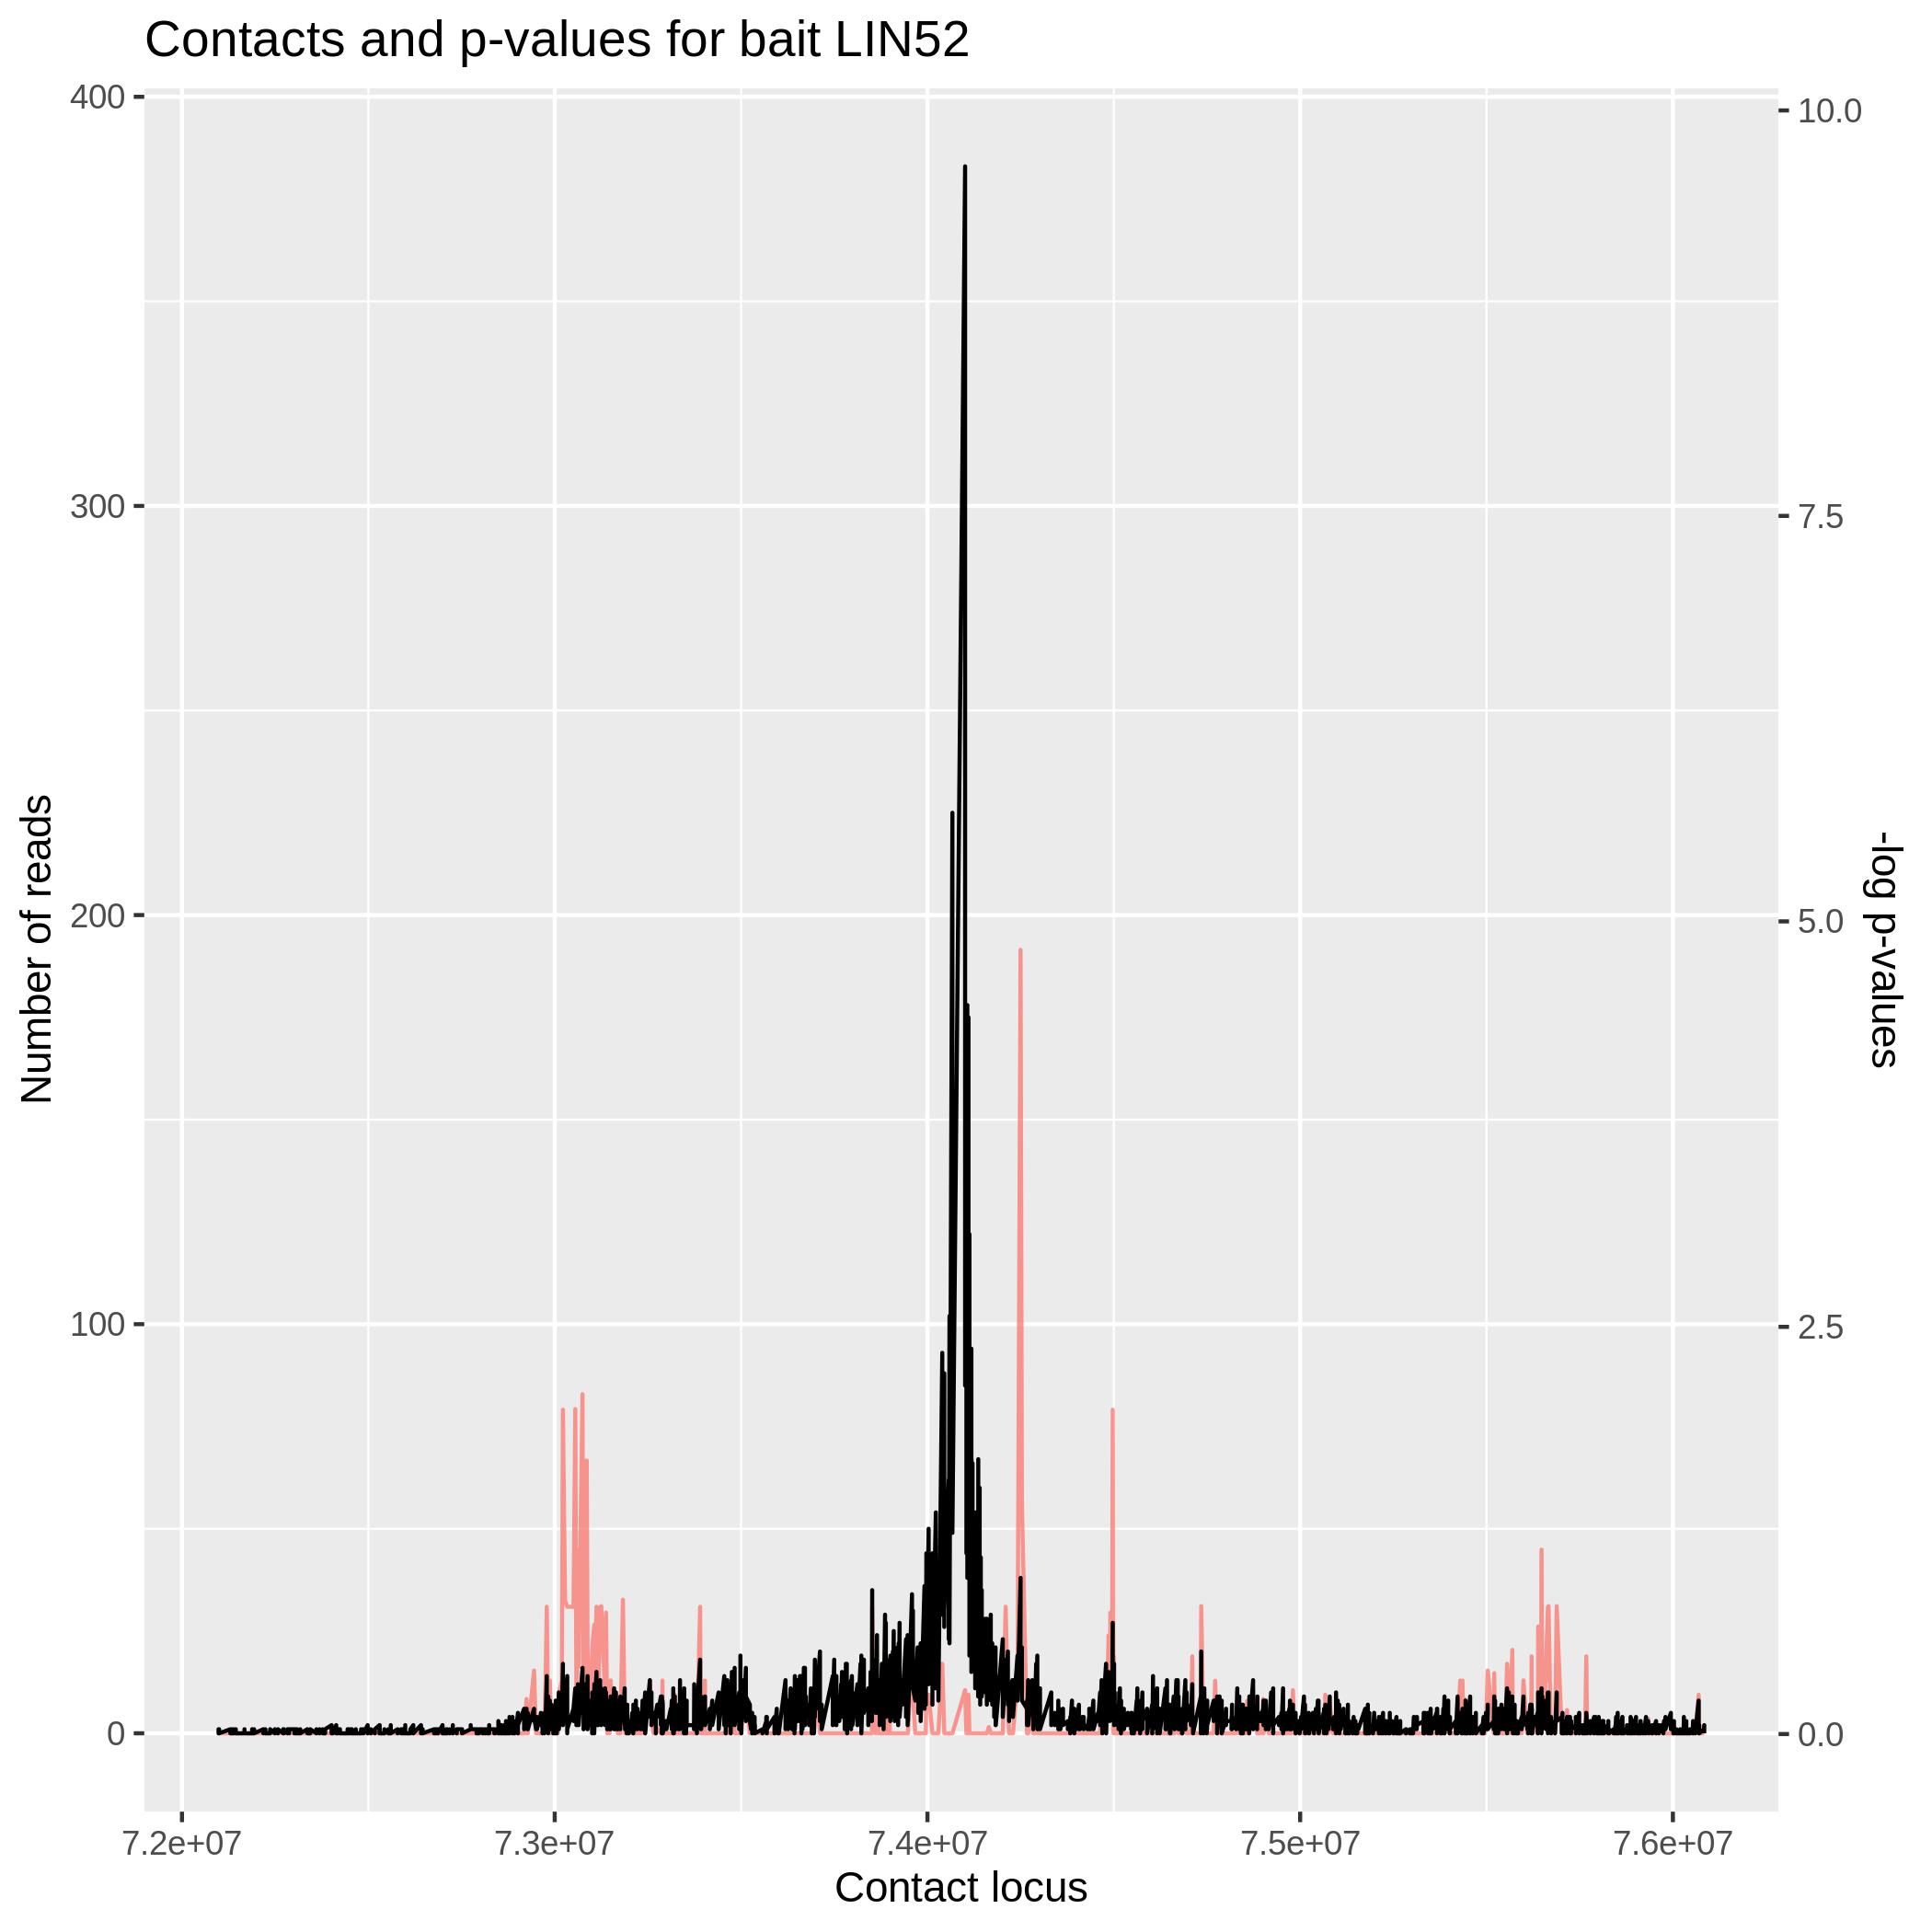 Contacts and p-values for bait LIN52
400
300
200
100
0
Number of reads
10.0
7.5
5.0
2.5
0.0
-log p-values
7.2e+07
7.3e+07
7.4e+07
7.5e+07
7.6e+07
Contact locus